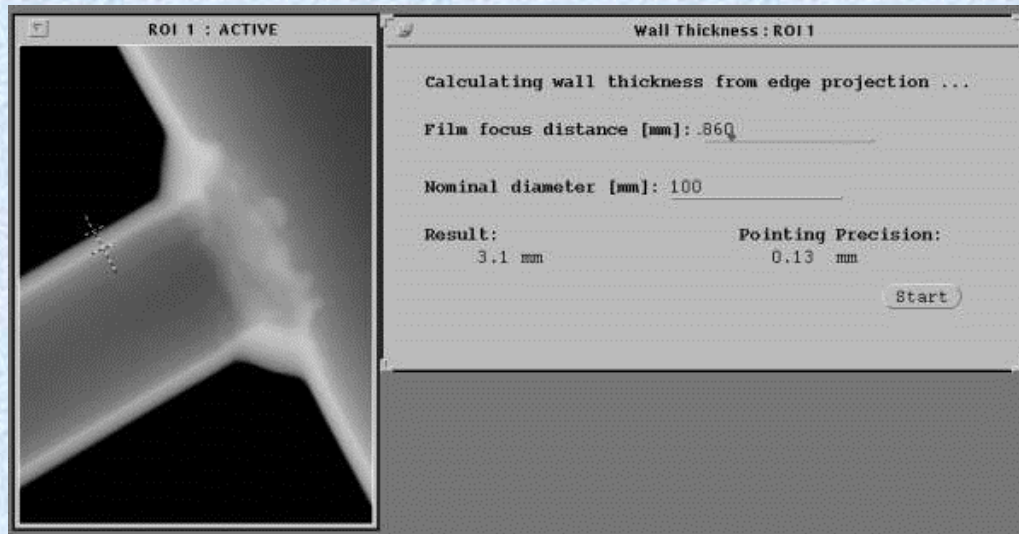 ROI 1 : ACTIVE
Wall Thickness : ROI 1
Calculating wall thickness from edge projection ...
Film focus distance [mm]: .860
Nominal diameter [mm]: 100
Result:
3.1 mm
Pointing Precision:
0.13 mm
Start